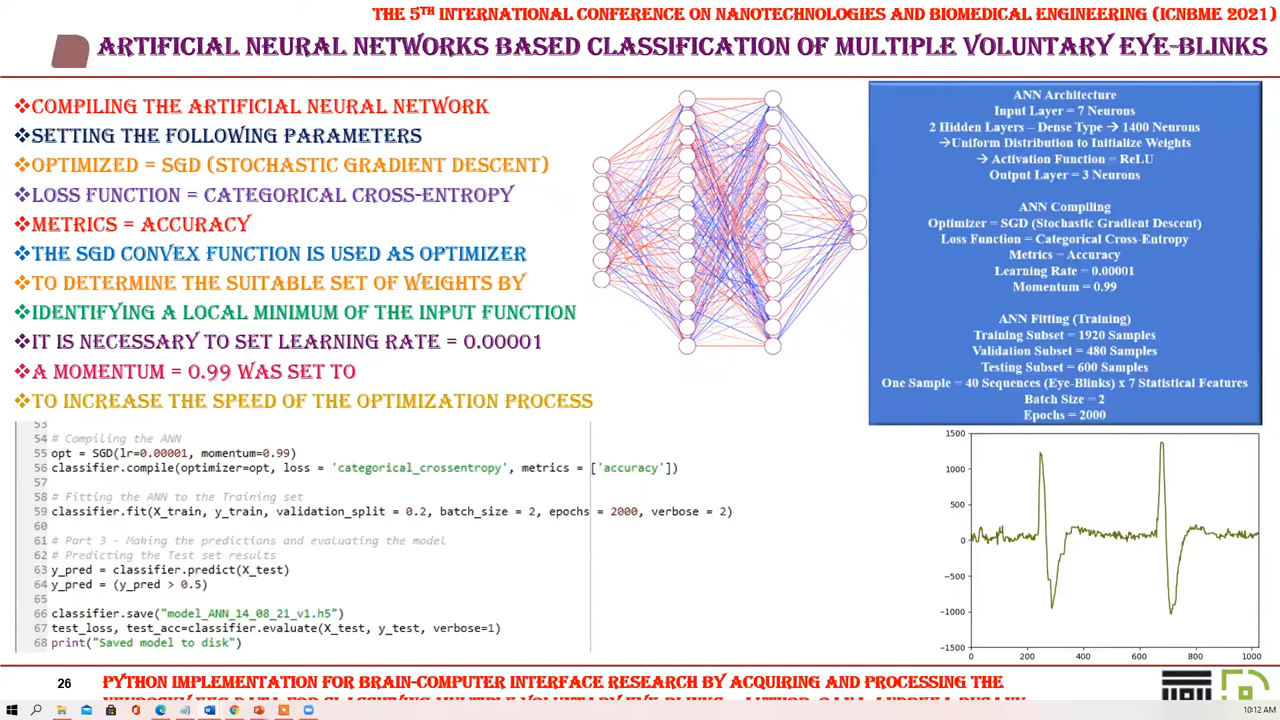 THE 5TH INTERNATIONAL CONFERENCE ON NANOTECHNOLOGIES AND BIOMEDICAL ENGINEERING (ICNBME 2021)
ARTIFICIAL NEURAL NETWORKS BASED CLASSIFICATION OF MULTIPLE VOLUNTARY EYE-BLINKS
❖COMPILING THE ARTIFICIAL NEURAL NETWORK
❖SETTING THE FOLLOWING PARAMETERS
❖OPTIMIZED = SGD (STOCHASTIC GRADIENT DESCENT)
❖LOSS FUNCTION = CATEGORICAL CROSS-ENTROPY
❖METRICS = ACCURACY
❖THE SGD CONVEX FUNCTION IS USED AS OPTIMIZER
❖TO DETERMINE THE SUITABLE SET OF WEIGHTS BY
❖IDENTIFYING A LOCAL MINIMUM OF THE INPUT FUNCTION
❖IT IS NECESSARY TO SET LEARNING RATE = 0.00001
❖A MOMENTUM = 0.99 WAS SET TO
❖TO INCREASE THE SPEED OF THE OPTIMIZATION PROCESS
ANN Architecture
Input Layer = 7 Neurons
2 Hidden Layers – Dense Type → 1400 Neurons
→Uniform Distribution to Initialize Weights
→ Activation Function = ReLU
Output Layer = 3 Neurons
ANN Compiling
Optimizer = SGD (Stochastic Gradient Descent)
Loss Function = Categorical Cross-Entropy
Metrics = Accuracy
Learning Rate = 0.00001
Momentum = 0.99
ANN Fitting (Training)
Training Subset = 1920 Samples
Validation Subset = 480 Samples
Testing Subset = 600 Samples
One Sample = 40 Sequences (Eye-Blinks) x 7 Statistical Features
Batch Size = 2
Epochs = 2000
53
54 # Compiling the ANN
55 opt = SGD(lr=0.00001, momentum=0.99)
56 classifier.compile(optimizer=opt, loss = 'categorical_crossentropy', metrics = ['accuracy'])
57
58 # Fitting the ANN to the Training set
59 classifier.fit(X_train, y_train, validation_split = 0.2, batch_size = 2, epochs = 2000, verbose = 2)
60
61 # Part 3 - Making the predictions and evaluating the model
62 # Predicting the Test set results
63 y_pred = classifier.predict(X_test)
64 y_pred = (y_pred > 0.5)
65
66 classifier.save("model_ANN_14_08_21_v1.h5")
67 test_loss, test_acc=classifier.evaluate(X_test, y_test, verbose=1)
68 print("Saved model to disk")
1500
1000
500
0
−500
−1000
−1500
0 200 400 600 800 1000
26
PYTHON IMPLEMENTATION FOR BRAIN-COMPUTER INTERFACE RESEARCH BY ACQUIRING AND PROCESSING THE
10:12 AM